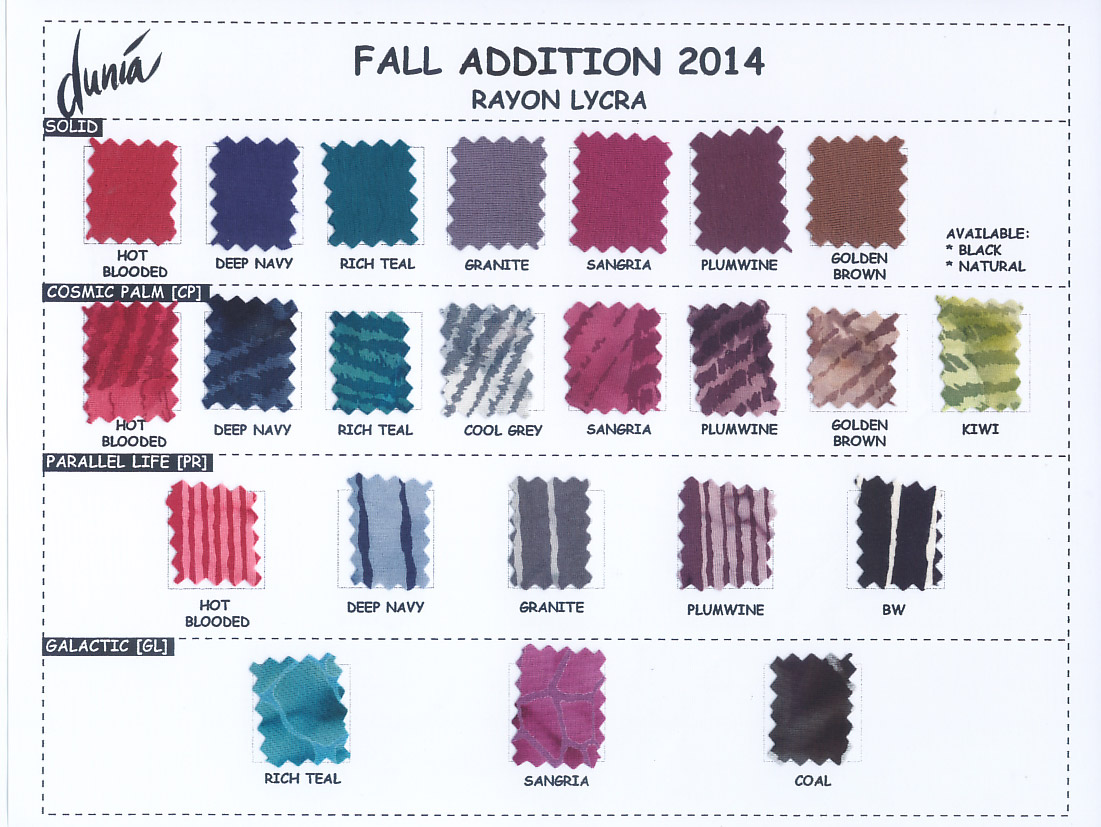 dunia
FALL ADDITION 2014
RAYON LYCRA
SOLID
HOT
BLOODED
DEEP NAVY
RICH TEAL
GRANITE
SANGRIA
PLUMWINE
GOLDEN
BROWN
AVAILABLE:
* BLACK
* NATURAL
COSMIC PALM [CP]
HOT
BLOODED
DEEP NAVY
RICH TEAL
COOL GREY
SANGRIA
PLUMWINE
GOLDEN
BROWN
KIWI
PARALLEL LIFE [PR]
HOT
BLOODED
DEEP NAVY
GRANITE
PLUMWINE
BW
GALACTIC [GL]
RICH TEAL
SANGRIA
COAL